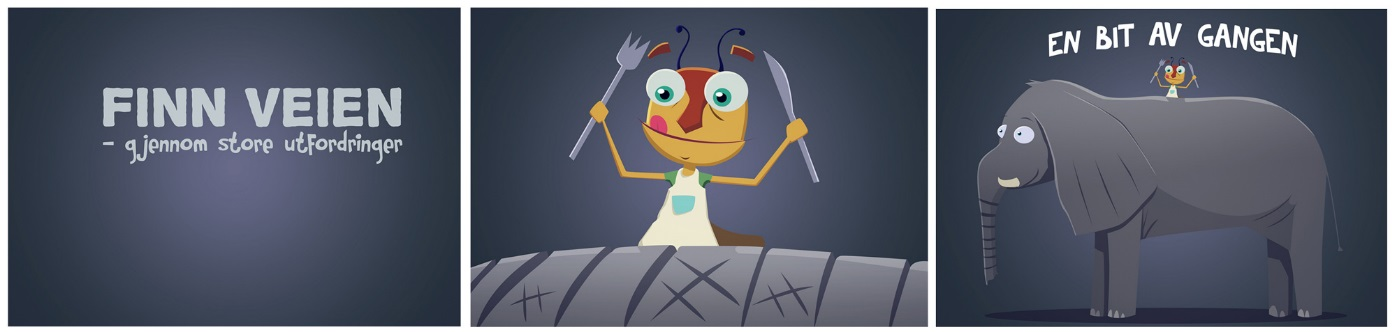 FINN VEIEN
- gjennom store utfordringer
EN BIT AV GANGEN